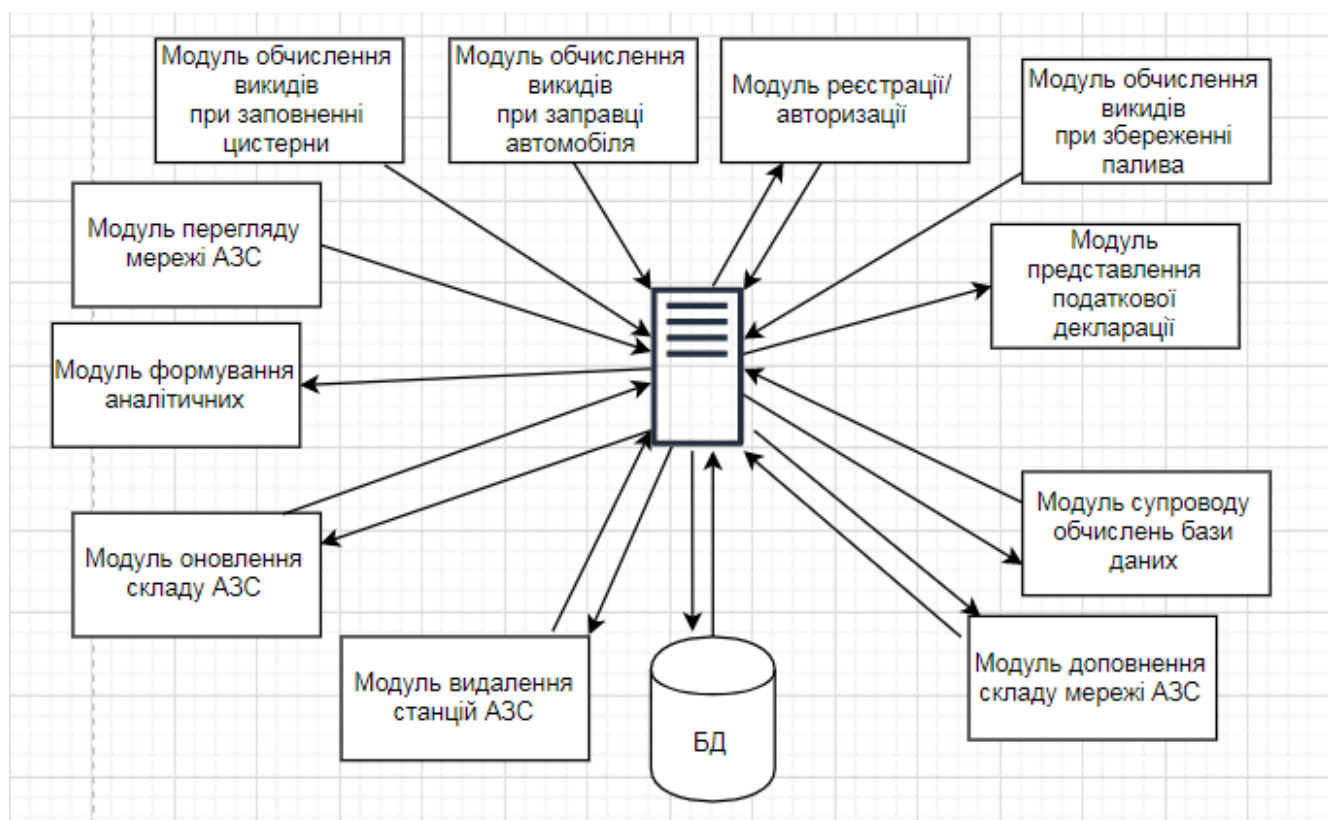 Модуль обчислення
викидів
при заповненні
цистерни
Модуль обчислення
викидів
при заправці
автомобіля
Модуль реєстрації/
авторизації
Модуль обчислення
викидів
при збереженні
палива
Модуль перегляду
мережі АЗС
Модуль
представлення
податкової
декларації
Модуль формування
аналітичних
Модуль оновлення
складу АЗС
Модуль супроводу
обчислень бази
даних
Модуль видалення
станцій АЗС
БД
Модуль доповнення
складу мережі АЗС